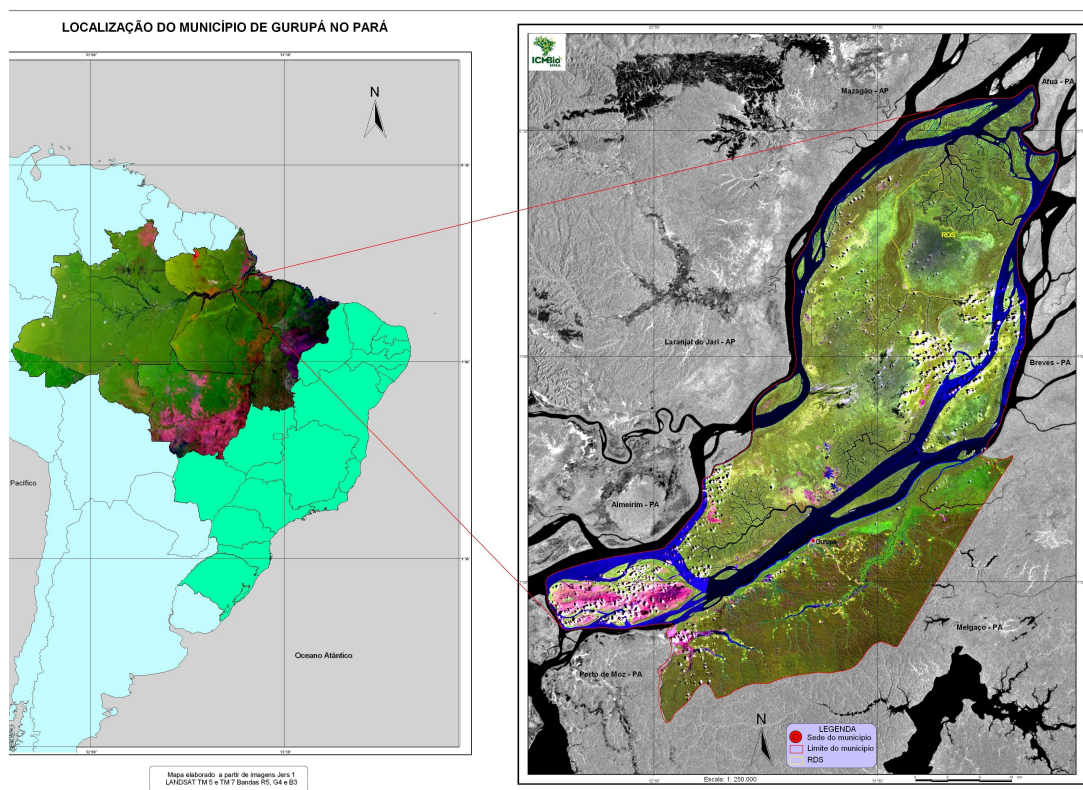 LOCALIZAÇÃO DO MUNICÍPIO DE GURUPÁ NO PARÁ
N
Pacífico
Oceano Atlântico
Mapa elaborado a partir de imagens Jers 1
LANDSAT TM 5 e TM 7 Bandas R5, G4 e B3
ICMBio
MMA
Mazagão - AP
Afuá - PA
RDS
Laranjal do Jari - AP
Breves - PA
Almeirim - PA
Gurupá
Melgaço - PA
Porto de Moz - PA
N
LEGENDA
Sede do município
Limite do município
RDS
Escala: 1: 250.000